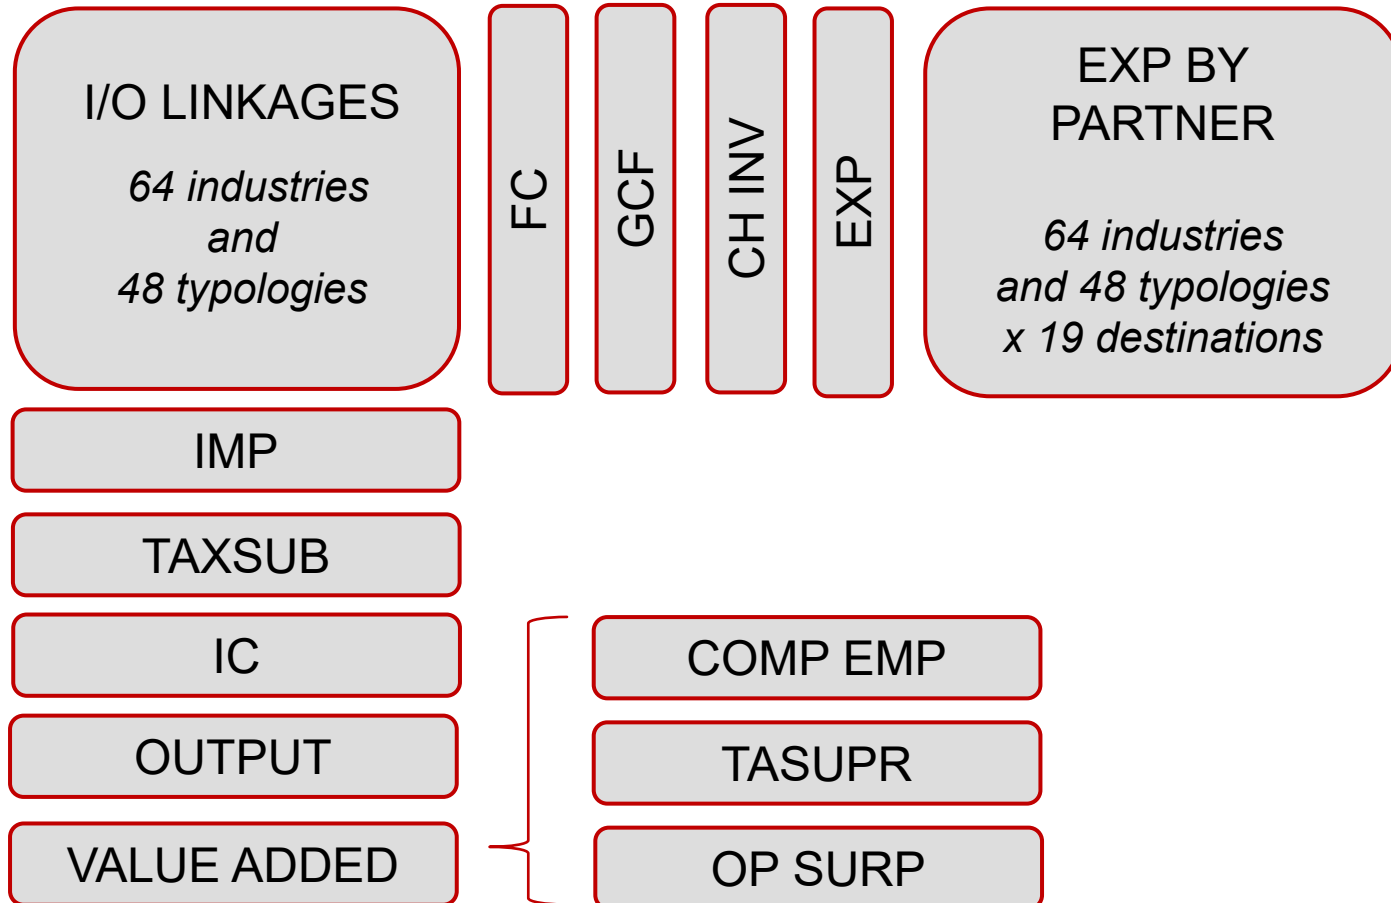 I/O LINKAGES
64 industries
and
48 typologies
FC
GCF
CH INV
EXP
EXP BY
PARTNER
64 industries
and 48 typologies
x 19 destinations
IMP
TAXSUB
IC
OUTPUT
VALUE ADDED
COMP EMP
TASUPR
OP SURP